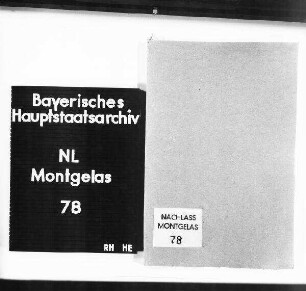 Bayerisches
Hauptstaatsarchiv
NL
Montgelas
78
RH HE
NACHLASS
MONTGELAS
78